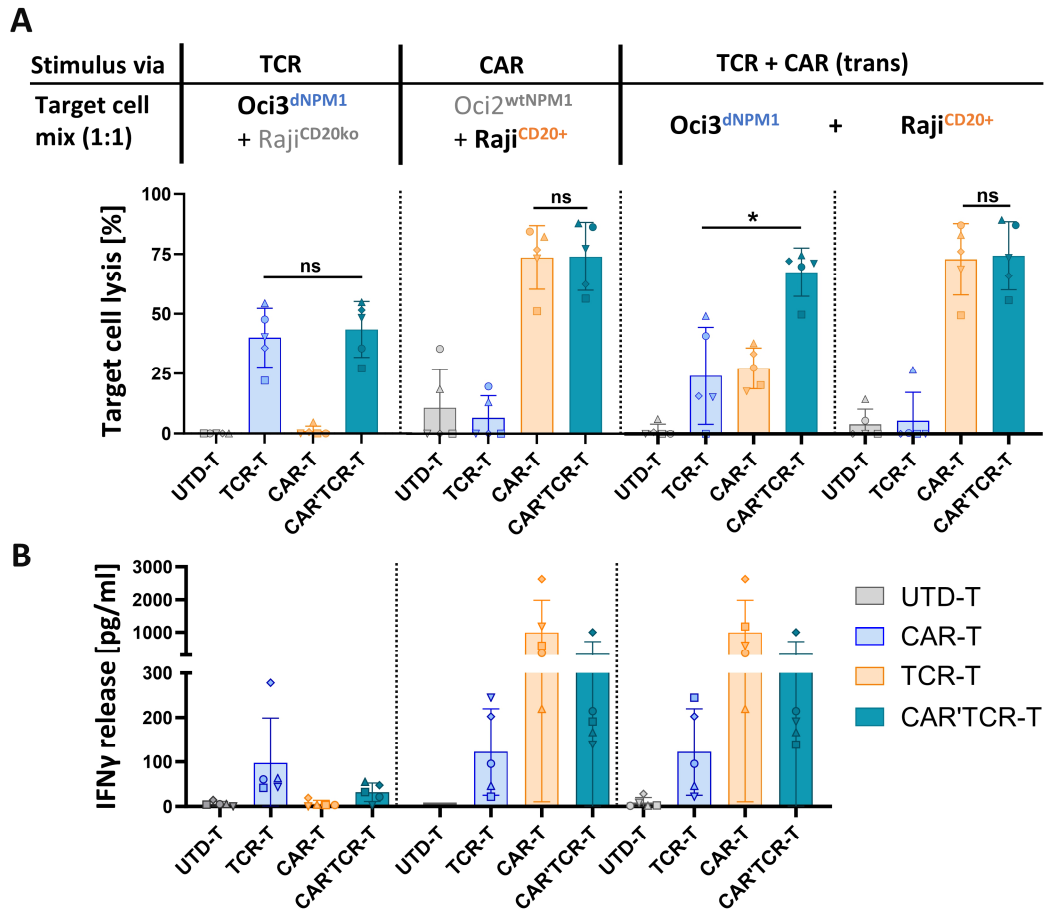 A
Stimulus via TCR CAR TCR + CAR (trans)
Target cell mix (1:1)
Oci3dNPM1 + RajiCD20ko
Oci2wtNPM1 + RajiCD20+
Oci3dNPM1 + RajiCD20+
Target cell lysis [%]
100
75
50
25
0
ns
ns
*
ns
UTD-T TCR-T CAR-T CAR'TCR-T UTD-T TCR-T CAR-T CAR'TCR-T UTD-T TCR-T CAR-T CAR'TCR-T UTD-T TCR-T CAR-T CAR'TCR-T
B
IFNγ release [pg/ml]
3000
2000
1000
300
200
100
0
UTD-T TCR-T CAR-T CAR'TCR-T UTD-T TCR-T CAR-T CAR'TCR-T UTD-T TCR-T CAR-T CAR'TCR-T
UTD-T
CAR-T
TCR-T
CAR'TCR-T